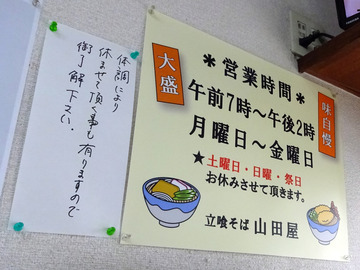 体調により
休ませて頂く事も有りますので
御了解下さい。
＊営業時間＊
大盛
味自慢
午前7時～午後2時
月曜日～金曜日
★土曜日・日曜・祭日
お休みさせて頂きます。
立喰そば 山田屋